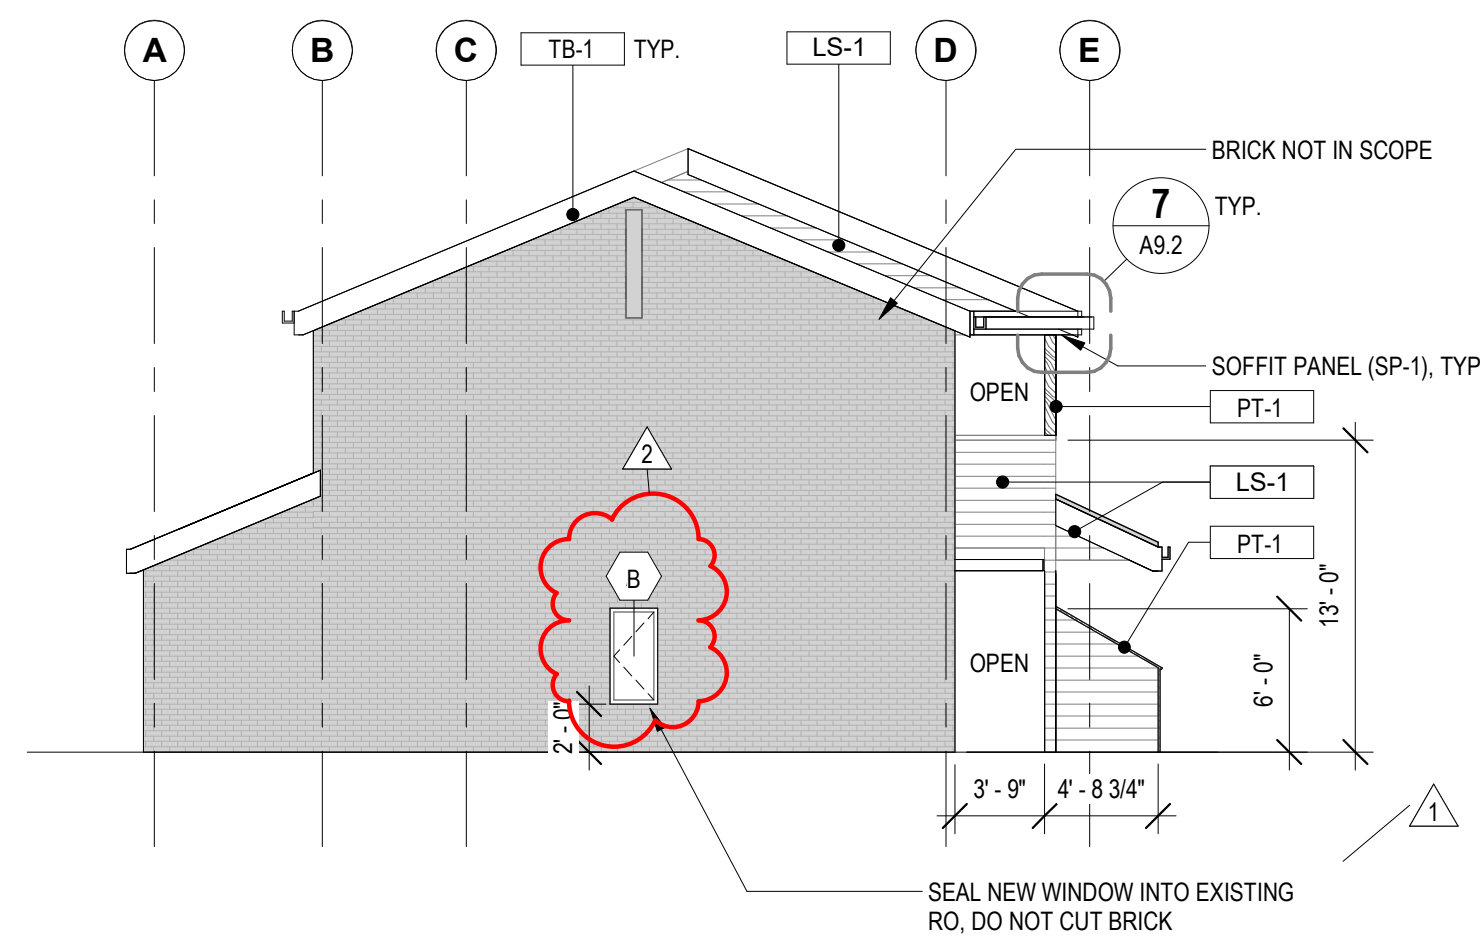 A B C TB-1 TYP. LS-1 D E
BRICK NOT IN SCOPE
7 TYP.
A9.2
SOFFIT PANEL (SP-1), TYP
OPEN
PT-1
2
LS-1
PT-1
B
13' - 0"
OPEN
6' - 0"
2' - 0"
3' - 9" 4' - 8 3/4"
1
SEAL NEW WINDOW INTO EXISTING
RO, DO NOT CUT BRICK